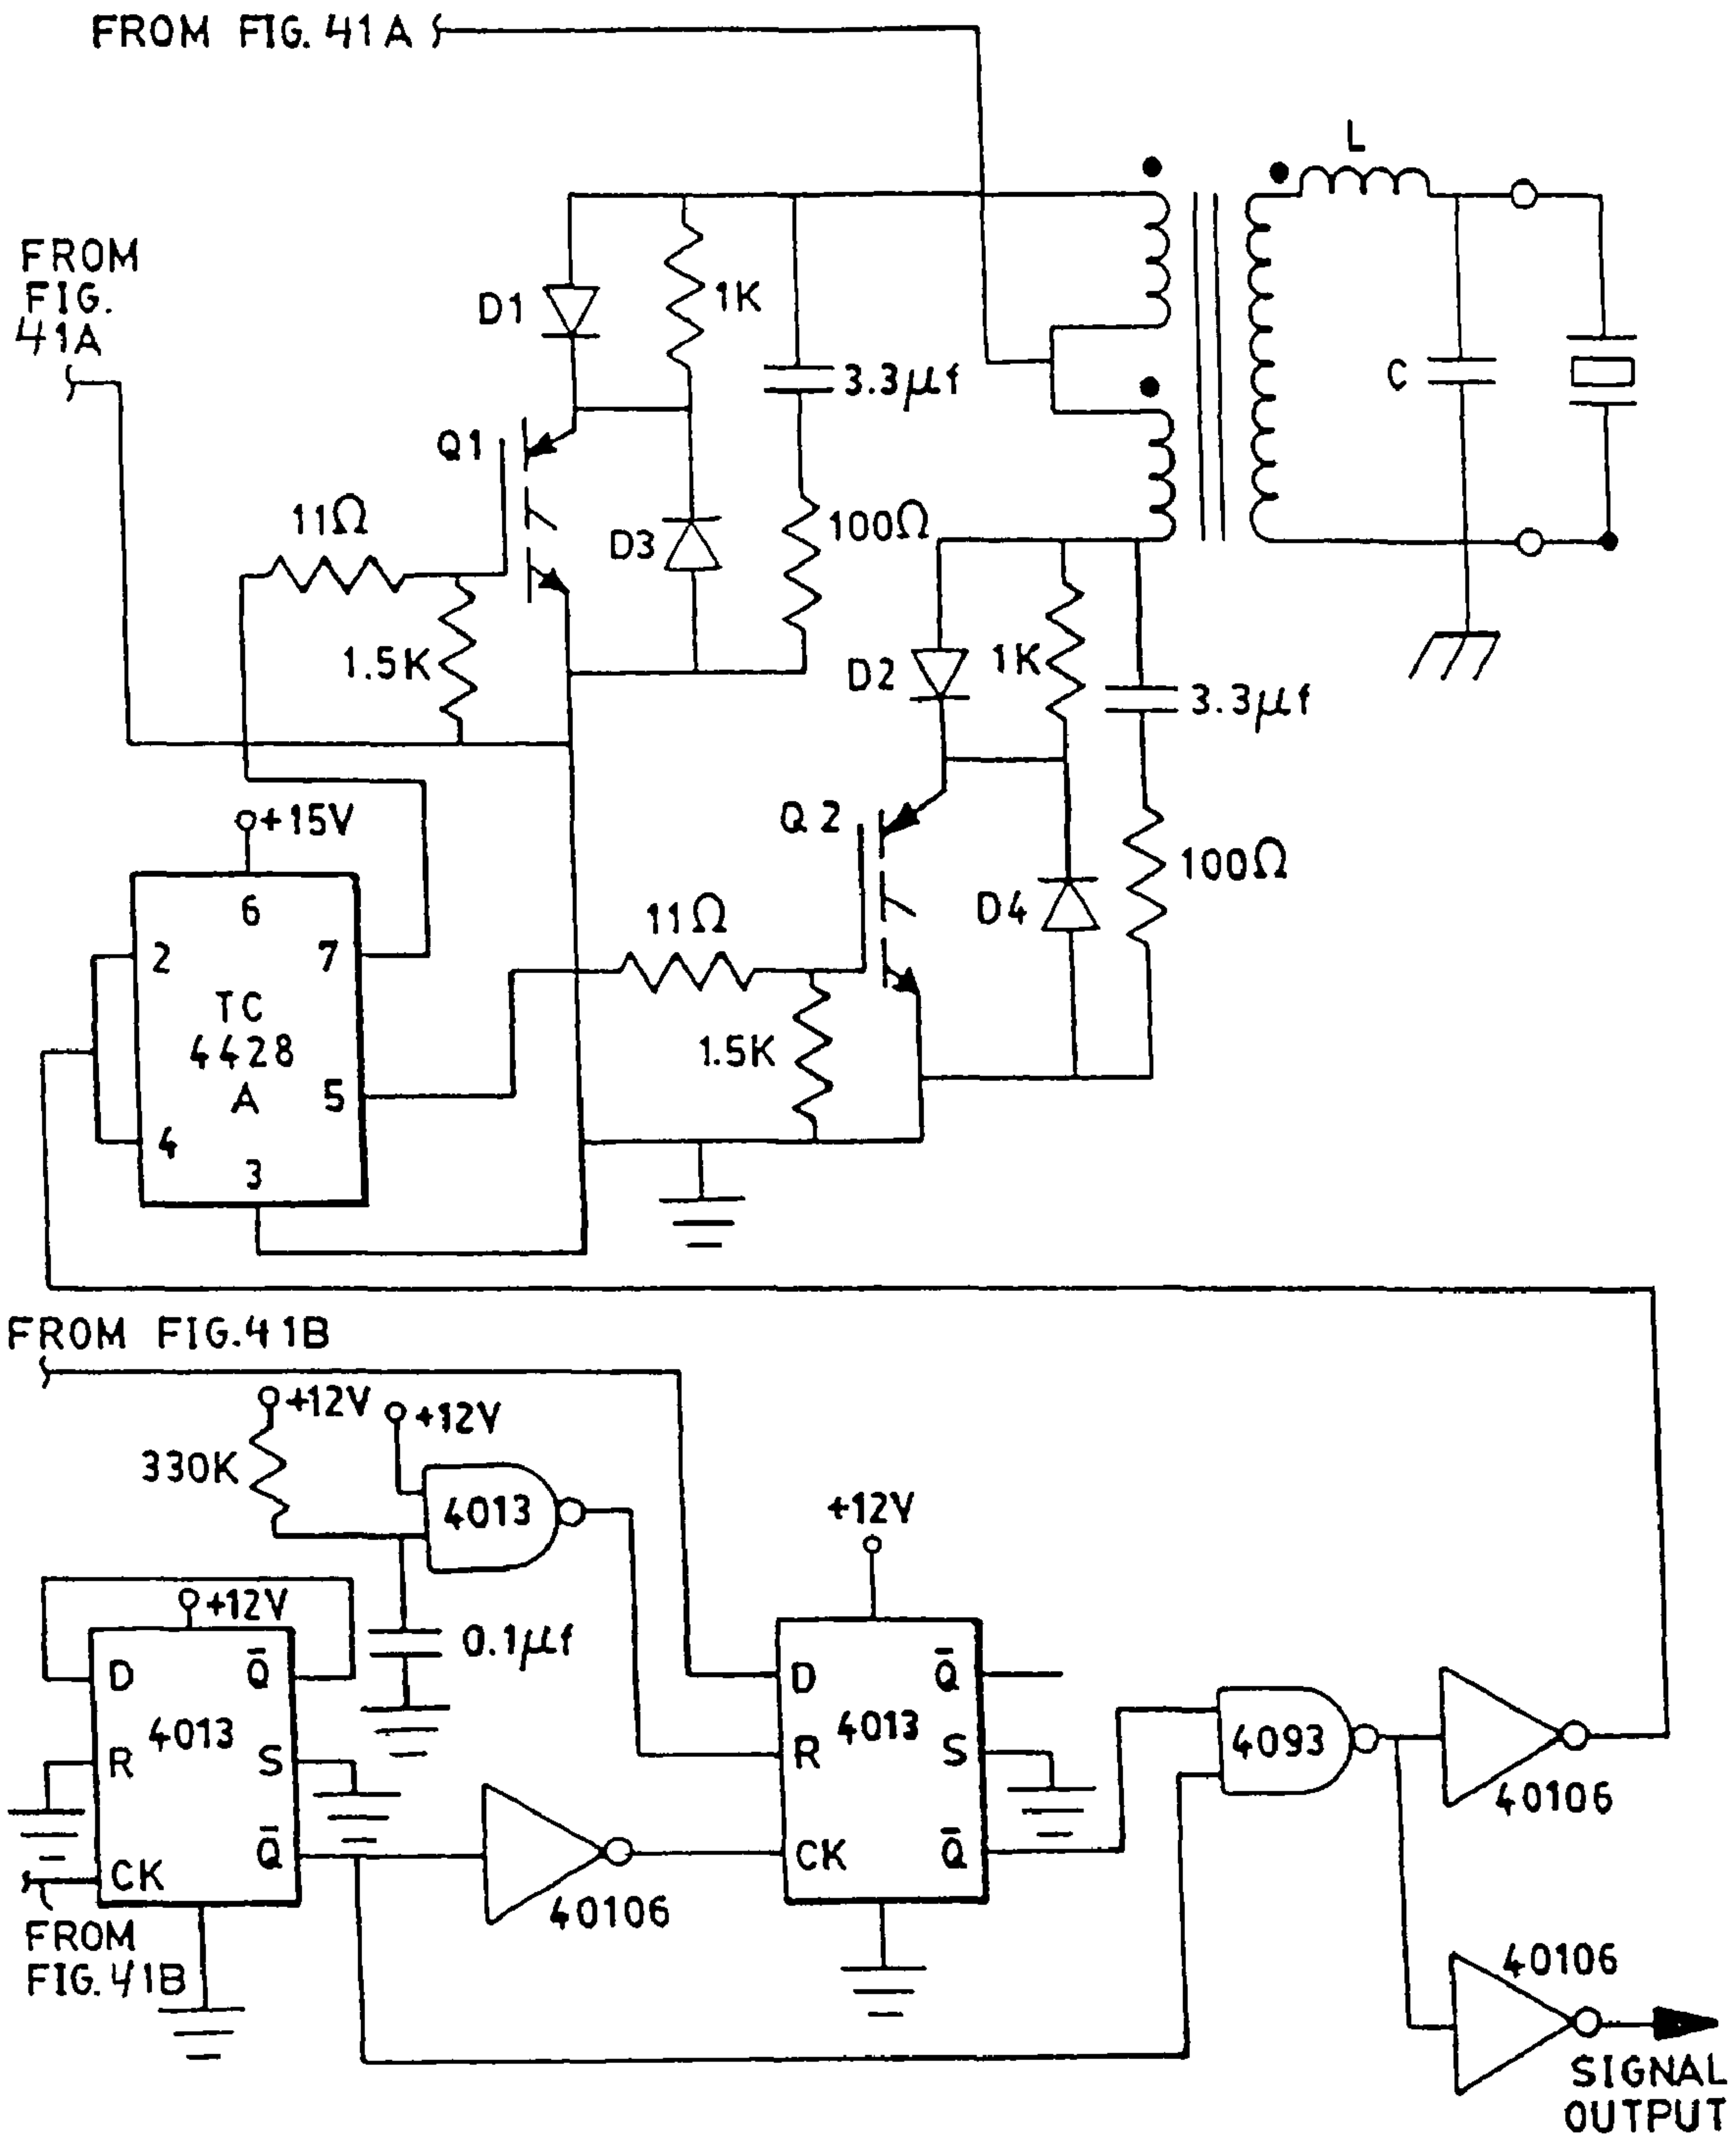 FROM FIG. 41A
L
FROM
FIG.
41A
D1
1K
3.3µf
C
Q1
11Ω
D3
100Ω
1.5K
D2
1K
3.3µf
+15V
Q2
6
11Ω
D4
100Ω
2
7
TC
4428
A
1.5K
5
4
3
FROM FIG.41B
+12V
+12V
330K
4013
+12V
+12V
0.1µf
D
Q̅
D
Q̅
4013
4013
4093
R
S
R
S
40106
Q̅
CK
Q̅
CK
40106
FROM
FIG.41B
40106
SIGNAL
OUTPUT